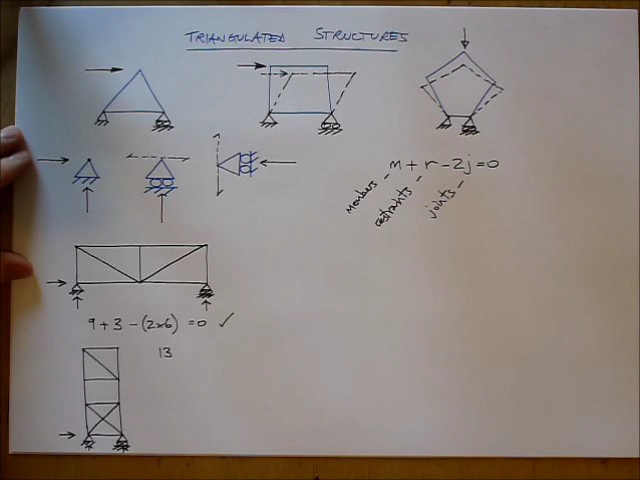 TRIANGULATED STRUCTURES
m + r - 2j = 0
members
restraints
joints
9 + 3 - (2x6) = 0 ✓
13